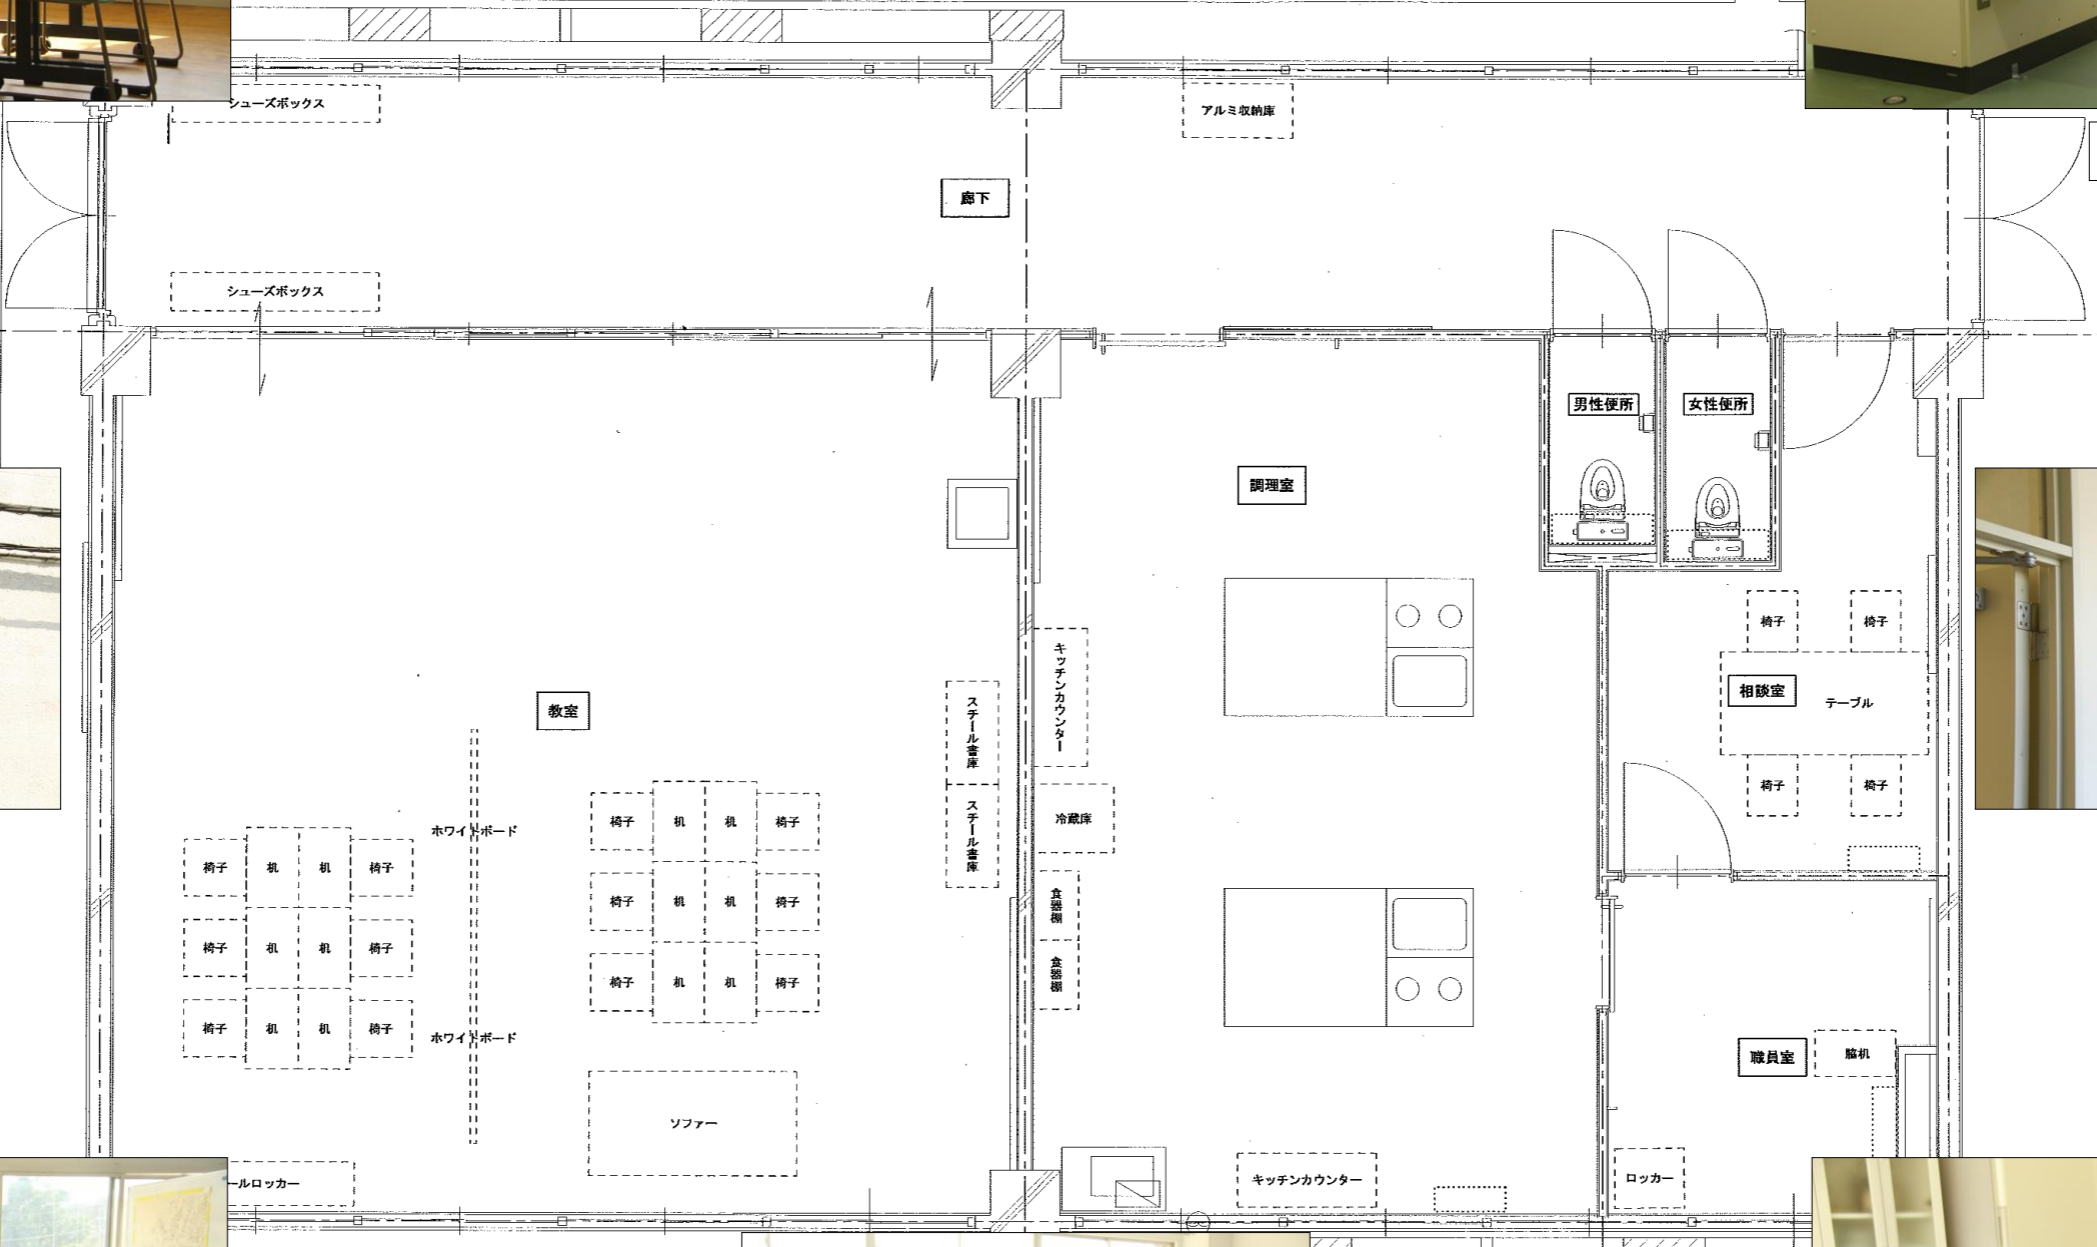 シューズボックス
アルミ収納庫
廊下
シューズボックス
男性便所
女性便所
調理室
椅子 椅子
相談室
テーブル
椅子 椅子
キッチンカウンター
スチール書庫
スチール書庫
教室
冷蔵庫
食器棚
食器棚
ホワイトボード
椅子 机 机 椅子
椅子 机 机 椅子
椅子 机 机 椅子
椅子 机 机 椅子
椅子 机 机 椅子
椅子 机 机 椅子
ホワイトボード
職員室
脇机
ソファー
ールロッカー
キッチンカウンター
ロッカー